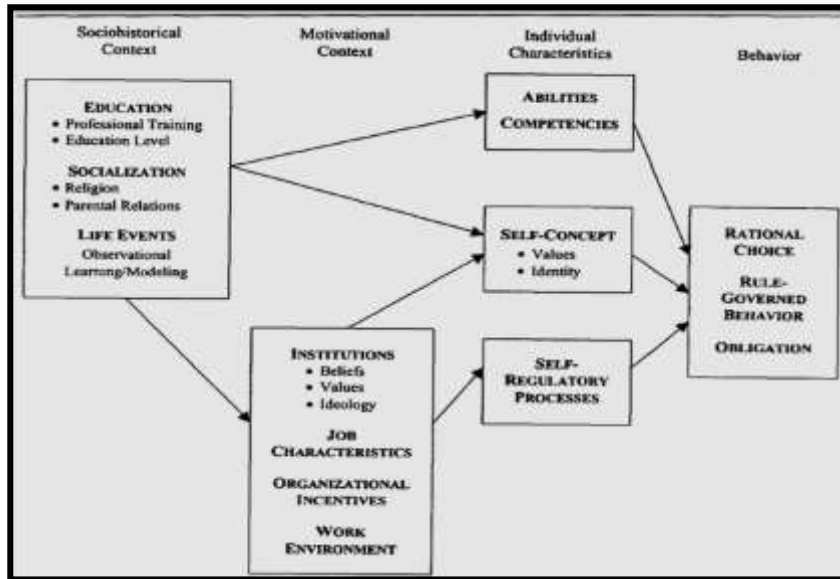 Sociohistorical
Context
Motivational
Context
Individual
Characteristics
Behavior
EDUCATION
• Professional Training
• Education Level
SOCIALIZATION
• Religion
• Parental Relations
LIFE EVENTS
Observational
Learning/Modeling
INSTITUTIONS
• Beliefs
• Values
• Ideology
JOB
CHARACTERISTICS
ORGANIZATIONAL
INCENTIVES
WORK
ENVIRONMENT
ABILITIES
COMPETENCIES
SELF-CONCEPT
• Values
• Identity
SELF-
REGULATORY
PROCESSES
RATIONAL
CHOICE
RULE-
GOVERNED
BEHAVIOR
OBLIGATION